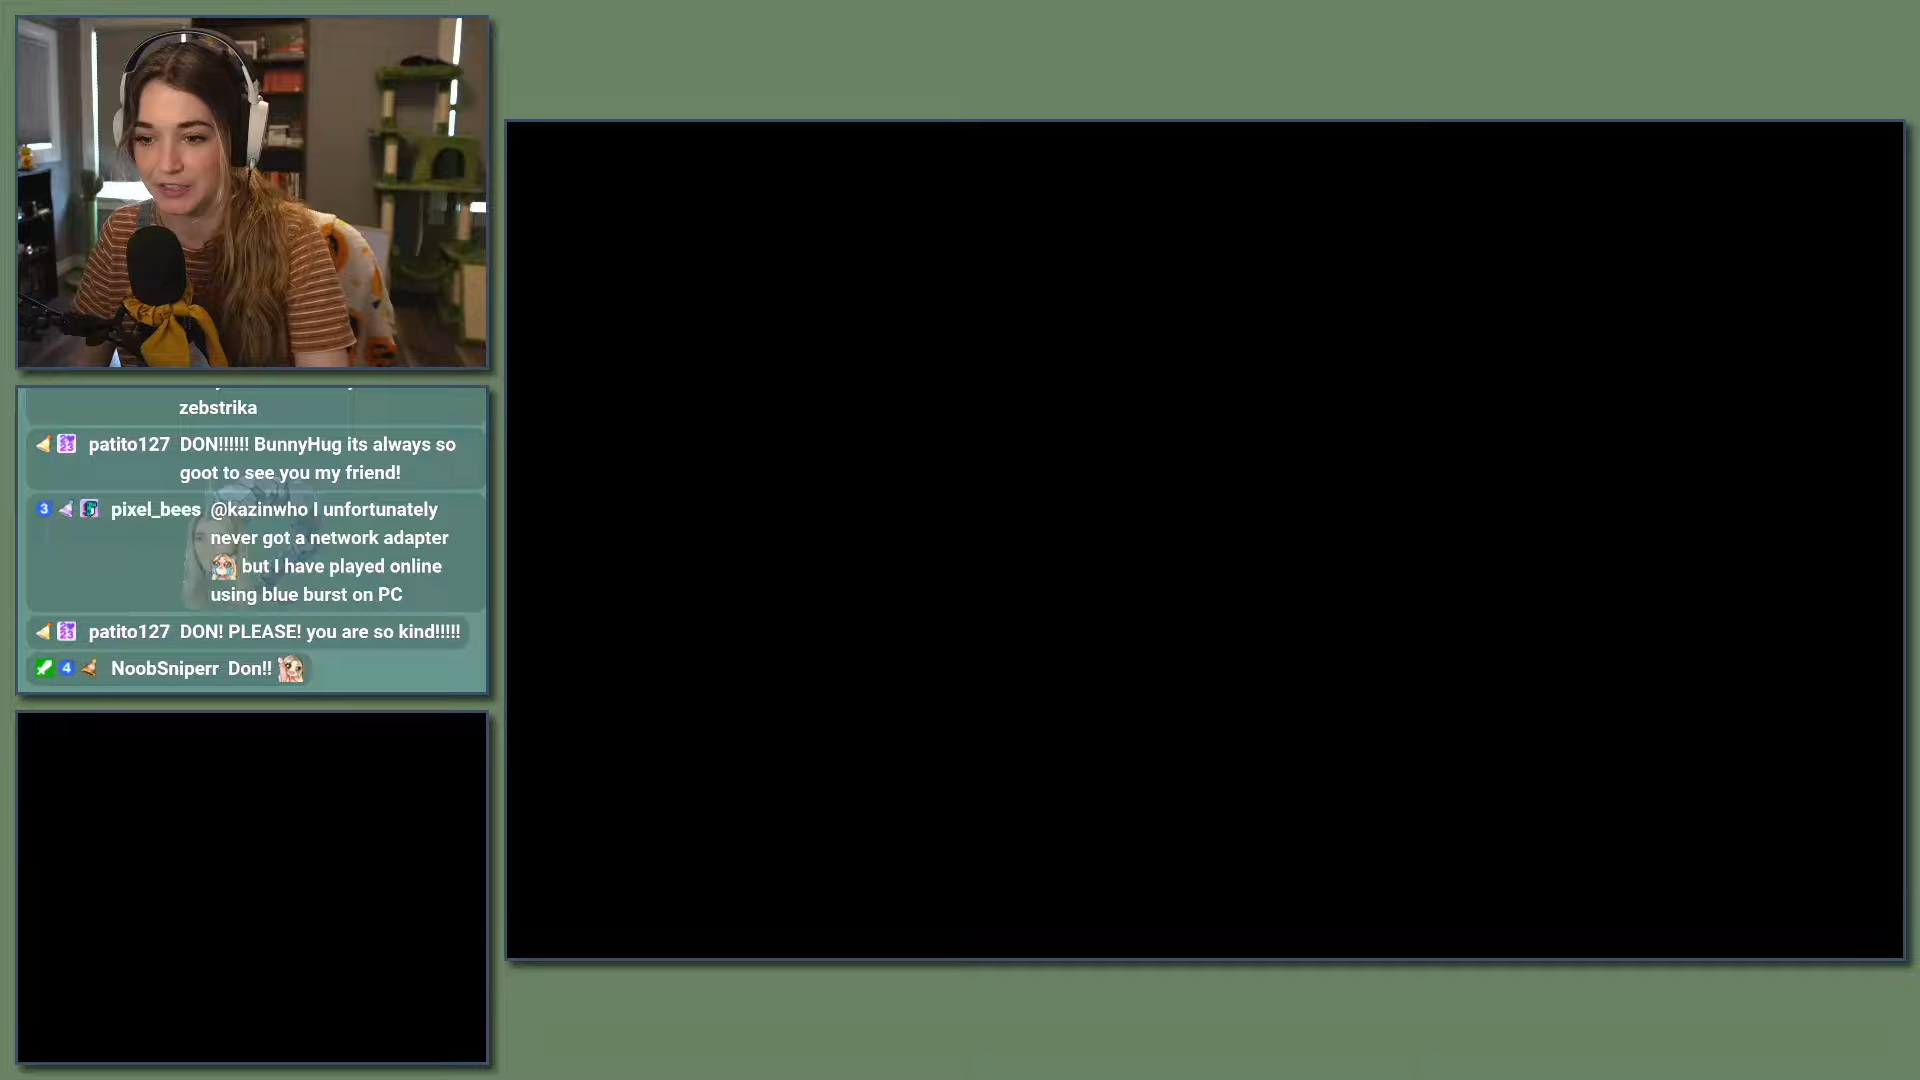 zebstrika
patito127 DON!!!!!! BunnyHug its always so
goot to see you my friend!
3 pixel_bees @kazinwho I unfortunately
never got a network adapter
but I have played online
using blue burst on PC
patito127 DON! PLEASE! you are so kind!!!!!
4 NoobSniperr Don!!